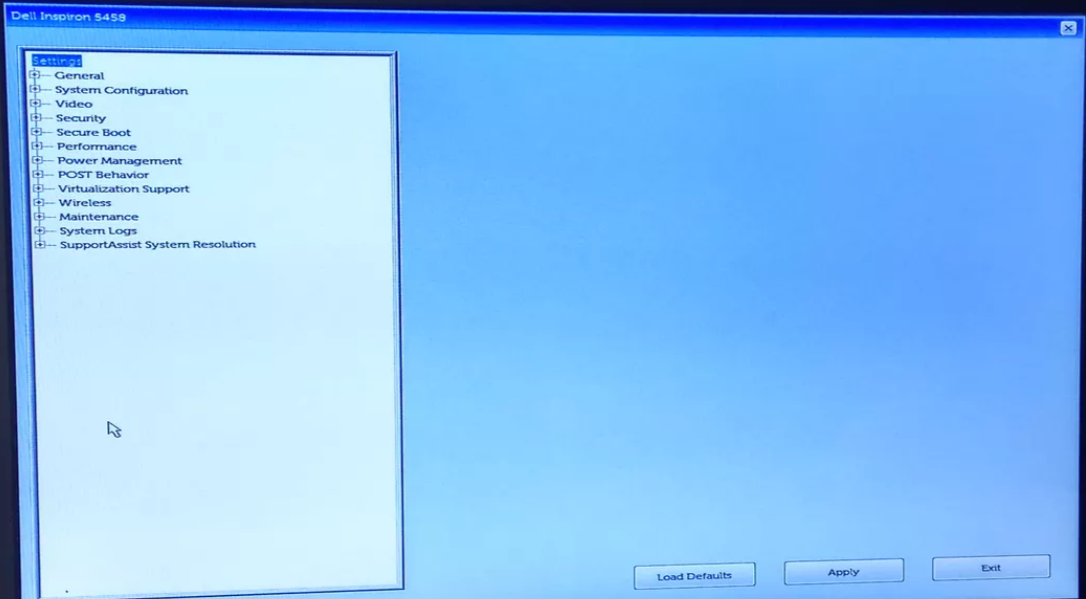 Dell Inspiron 5459
Settings
General
System Configuration
Video
Security
Secure Boot
Performance
Power Management
POST Behavior
Virtualization Support
Wireless
Maintenance
System Logs
SupportAssist System Resolution
Load Defaults
Apply
Exit